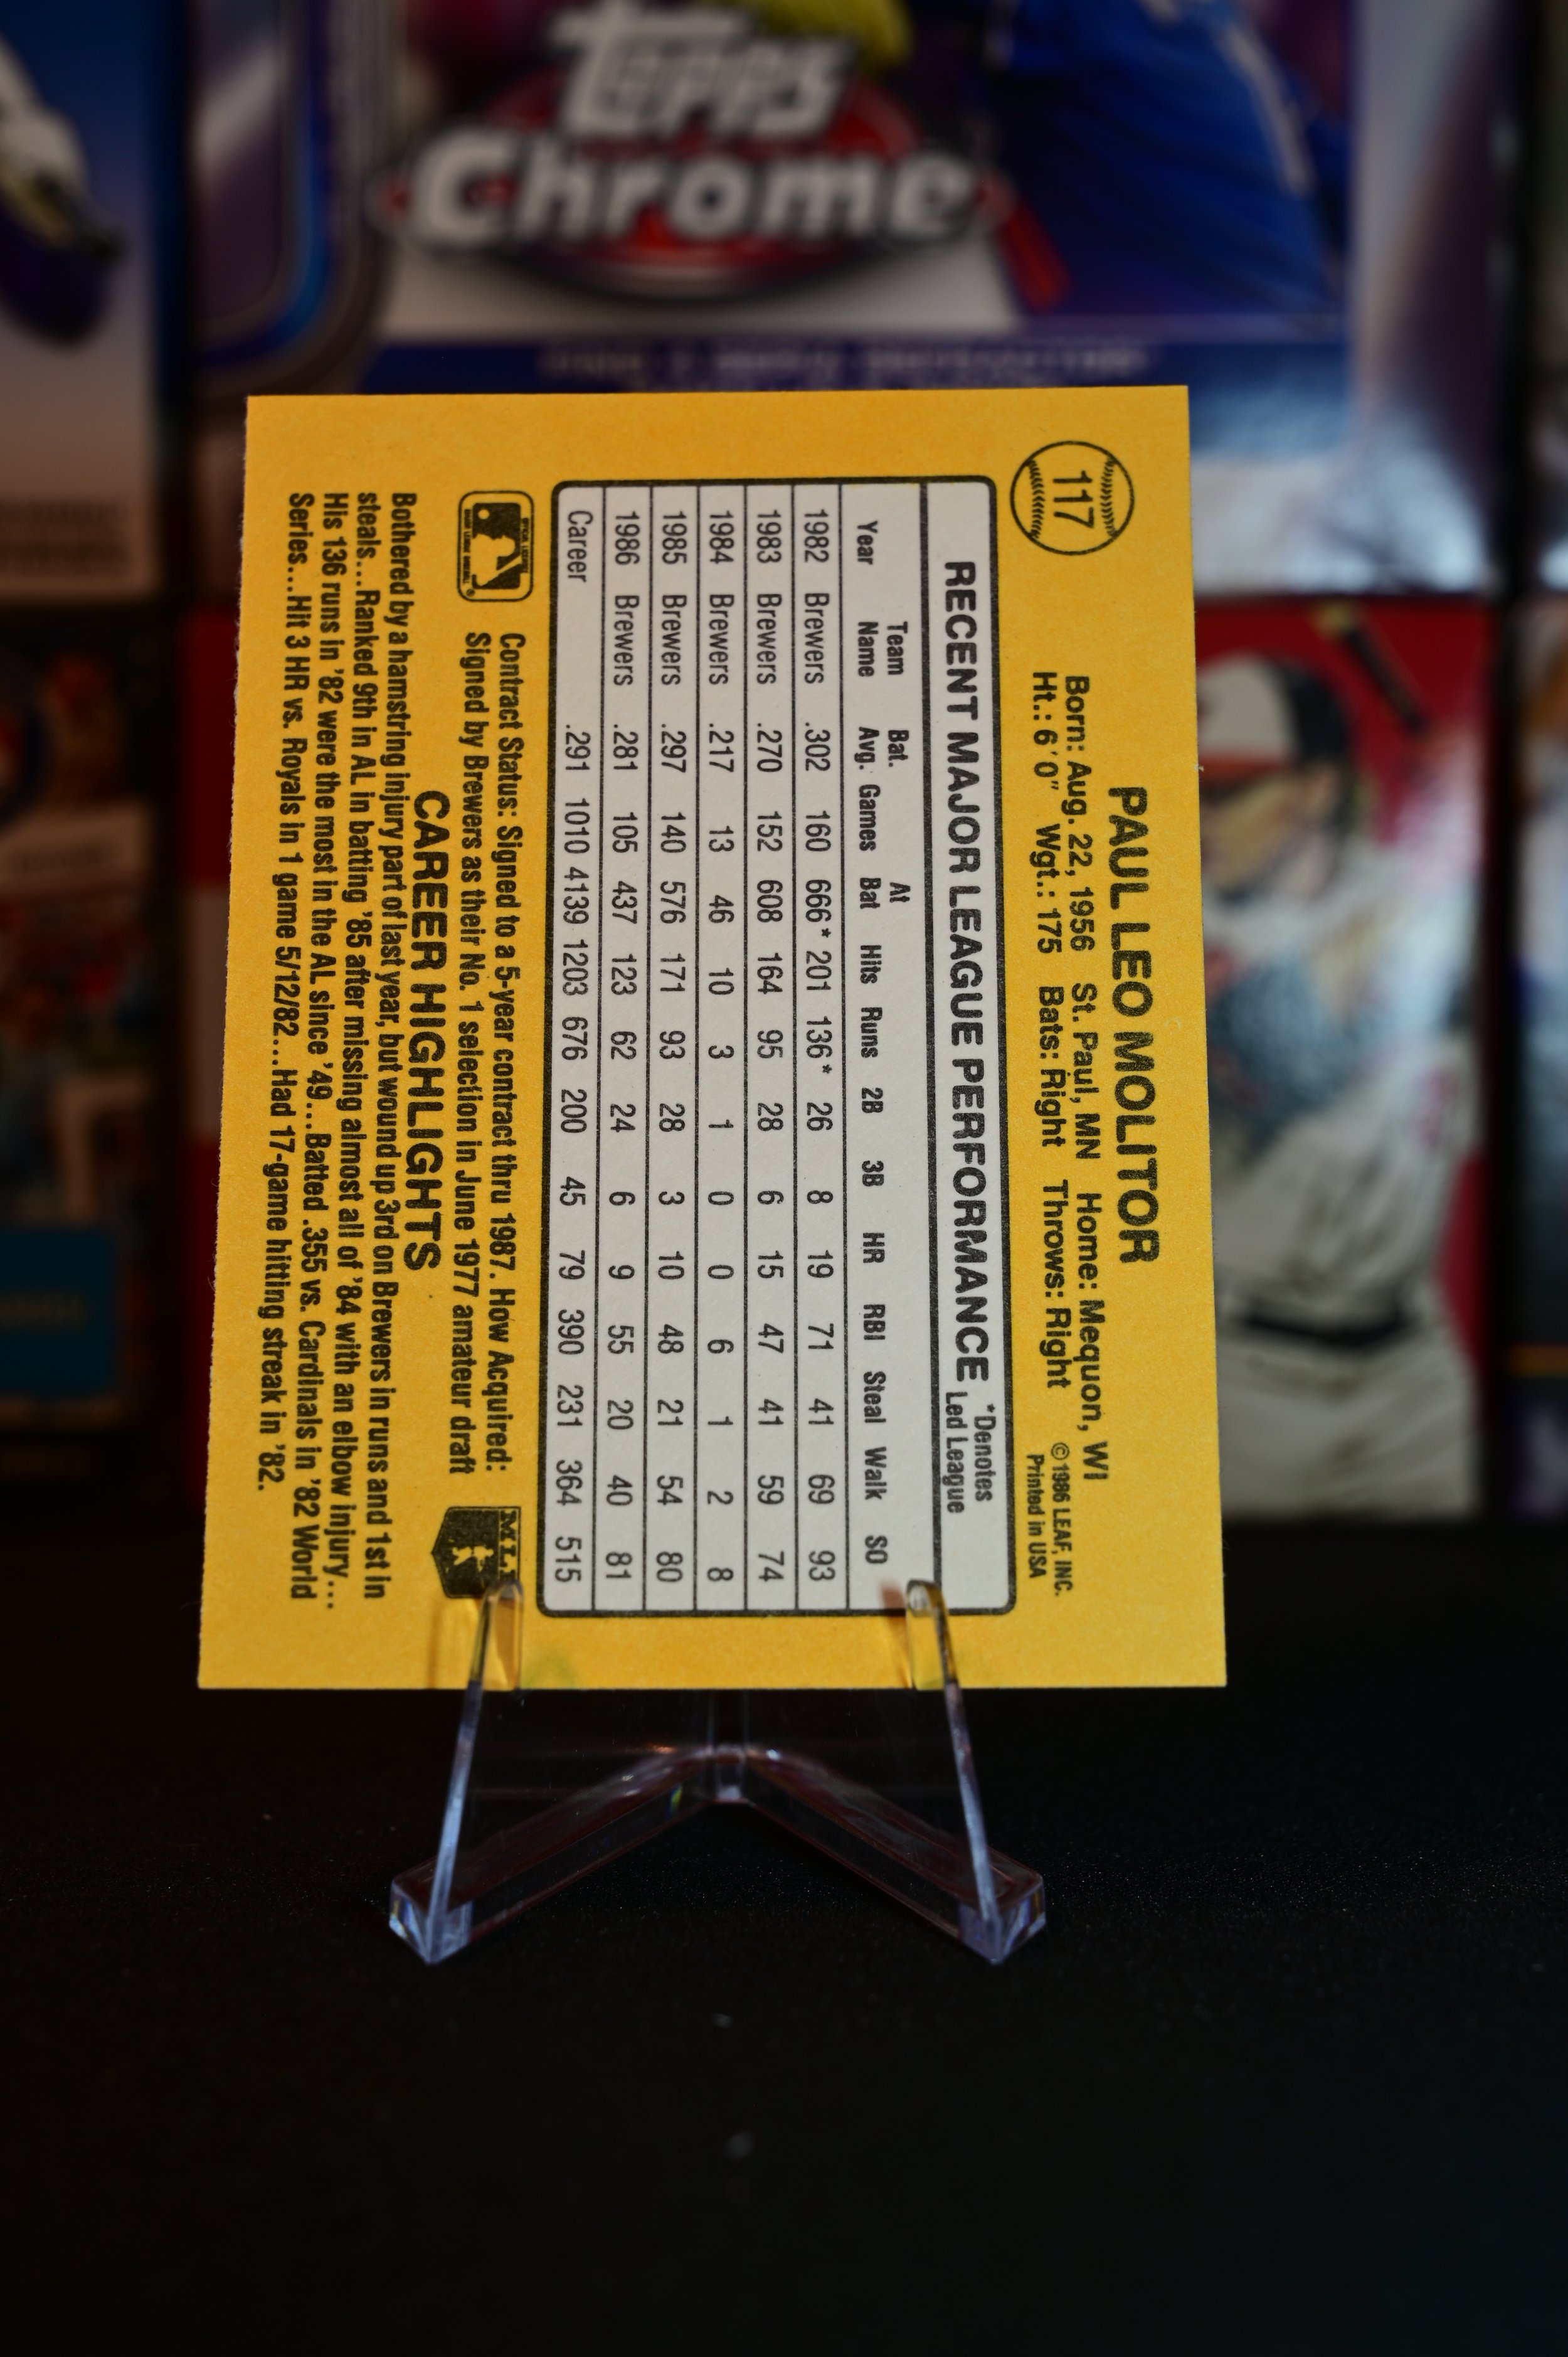 Topps
Chrome
117
PAUL LEO MOLITOR
Born: Aug. 22, 1956 St. Paul, MN Home: Mequon, WI
Ht.: 6'0" Wgt.: 175 Bats: Right Throws: Right
©1986 LEAF, INC.
Printed in USA
RECENT MAJOR LEAGUE PERFORMANCE *Denotes Led League
Year Team Name Bat. Avg. Games At Bat Hits Runs 2B 3B HR RBI Steal Walk SO
1982 Brewers .302 160 666* 201 136* 26 8 19 71 41 69 93
1983 Brewers .270 152 608 164 95 28 6 15 47 41 59 74
1984 Brewers .217 13 46 10 3 1 0 0 6 1 2 8
1985 Brewers .297 140 576 171 93 28 3 10 48 21 54 80
1986 Brewers .281 105 437 123 62 24 6 9 55 20 40 81
Career .291 1010 4139 1203 676 200 45 79 390 231 364 515
Contract Status: Signed to a 5-year contract thru 1987. How Acquired:
Signed by Brewers as their No. 1 selection in June 1977 amateur draft
CAREER HIGHLIGHTS
Bothered by a hamstring injury part of last year, but wound up 3rd on Brewers in runs and 1st in
steals...Ranked 9th in AL in batting '85 after missing almost all of '84 with an elbow injury...
His 136 runs in '82 were the most in the AL since '49...Batted .355 vs. Cardinals in '82 World
Series...Hit 3 HR vs. Royals in 1 game 5/12/82...Had 17-game hitting streak in '82.